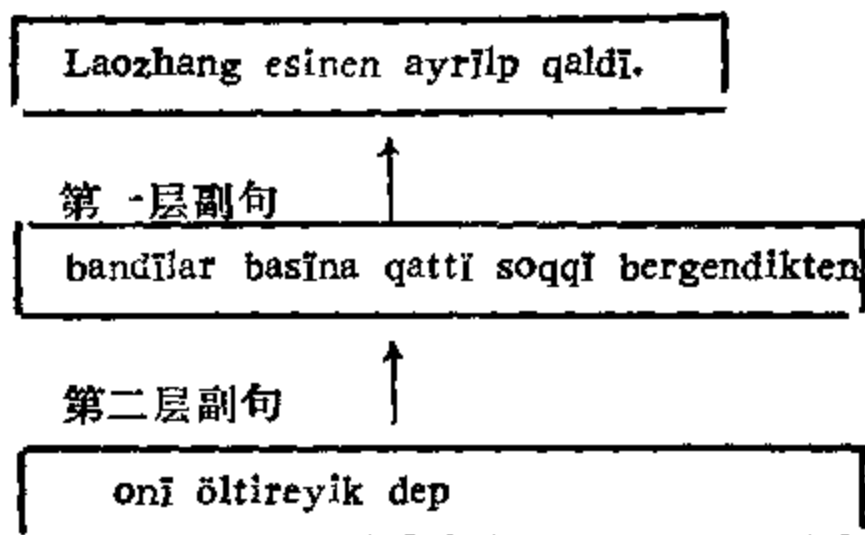 Laozhang esinen ayrīlp qaldī.
第一层副句
bandīlar basīna qattī soqqī bergendikten
第二层副句
onī öltireyik dep